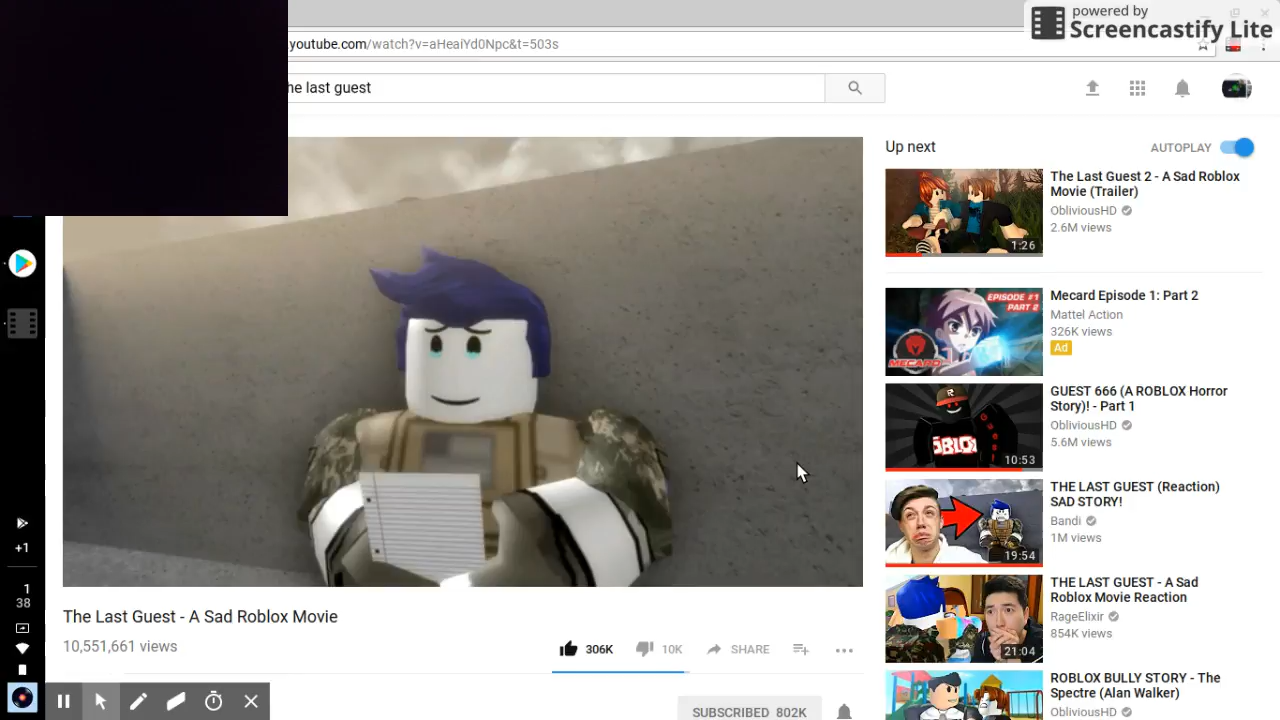 powered by
Screencastify Lite
youtube.com/watch?v=aHeaiYd0Npc&t=503s
he last guest
Up next
AUTOPLAY
The Last Guest 2 - A Sad Roblox
Movie (Trailer)
ObliviousHD
2.6M views
1:26
EPISODE #1
PART 2
MECARD
Mecard Episode 1: Part 2
Mattel Action
326K views
Ad
GUEST 666 (A ROBLOX Horror
Story)! - Part 1
ObliviousHD
5.6M views
10:53
THE LAST GUEST (Reaction)
SAD STORY!
Bandi
1M views
19:54
THE LAST GUEST - A Sad
Roblox Movie Reaction
RageElixir
854K views
21:04
ROBLOX BULLY STORY - The
Spectre (Alan Walker)
ObliviousHD
The Last Guest - A Sad Roblox Movie
10,551,661 views
306K
10K
SHARE
SUBSCRIBED 802K
+1
1
38